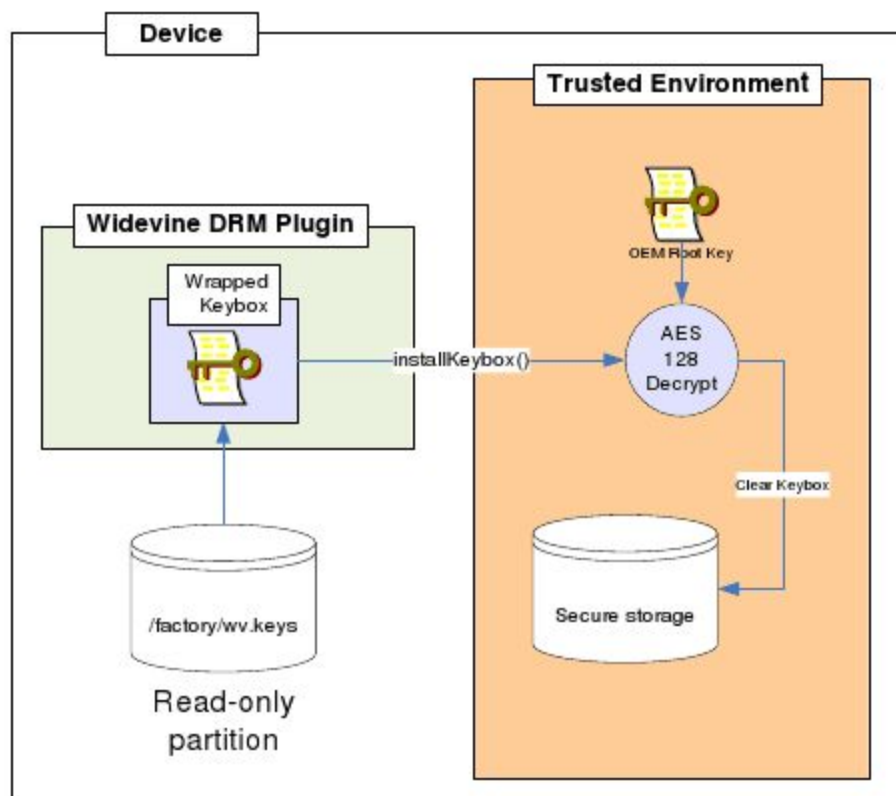 Device
Trusted Environment
OEM Root Key
Widevine DRM Plugin
Wrapped
Keybox
installKeybox()
AES
128
Decrypt
Clear Keybox
/factory/wv.keys
Secure storage
Read-only
partition